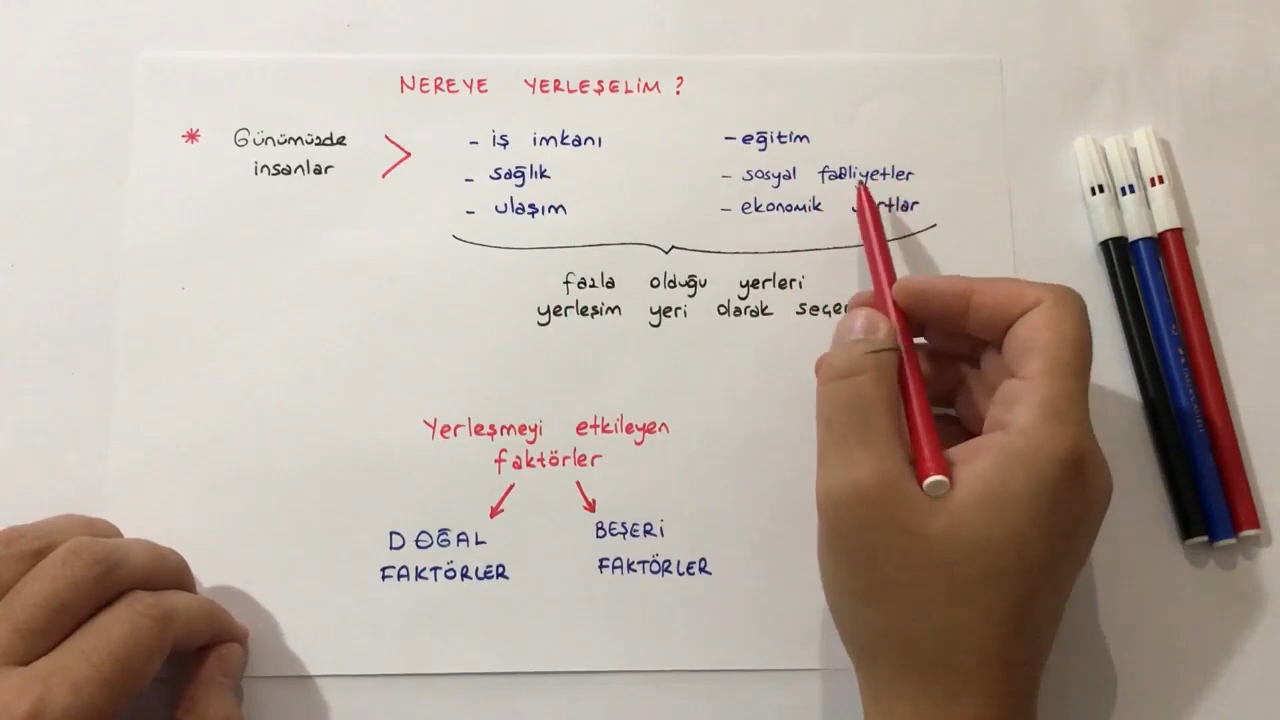 NEREYE YERLEŞELİM ?
* Günümüzde
insanlar
- iş imkanı
- sağlık
- ulaşım
- eğitim
- sosyal faaliyetler
- ekonomik
fazla olduğu yerleri
yerleşim yeri olarak
Yerleşmeyi etkileyen
faktörler
DOĞAL
FAKTÖRLER
BEŞERİ
FAKTÖRLER